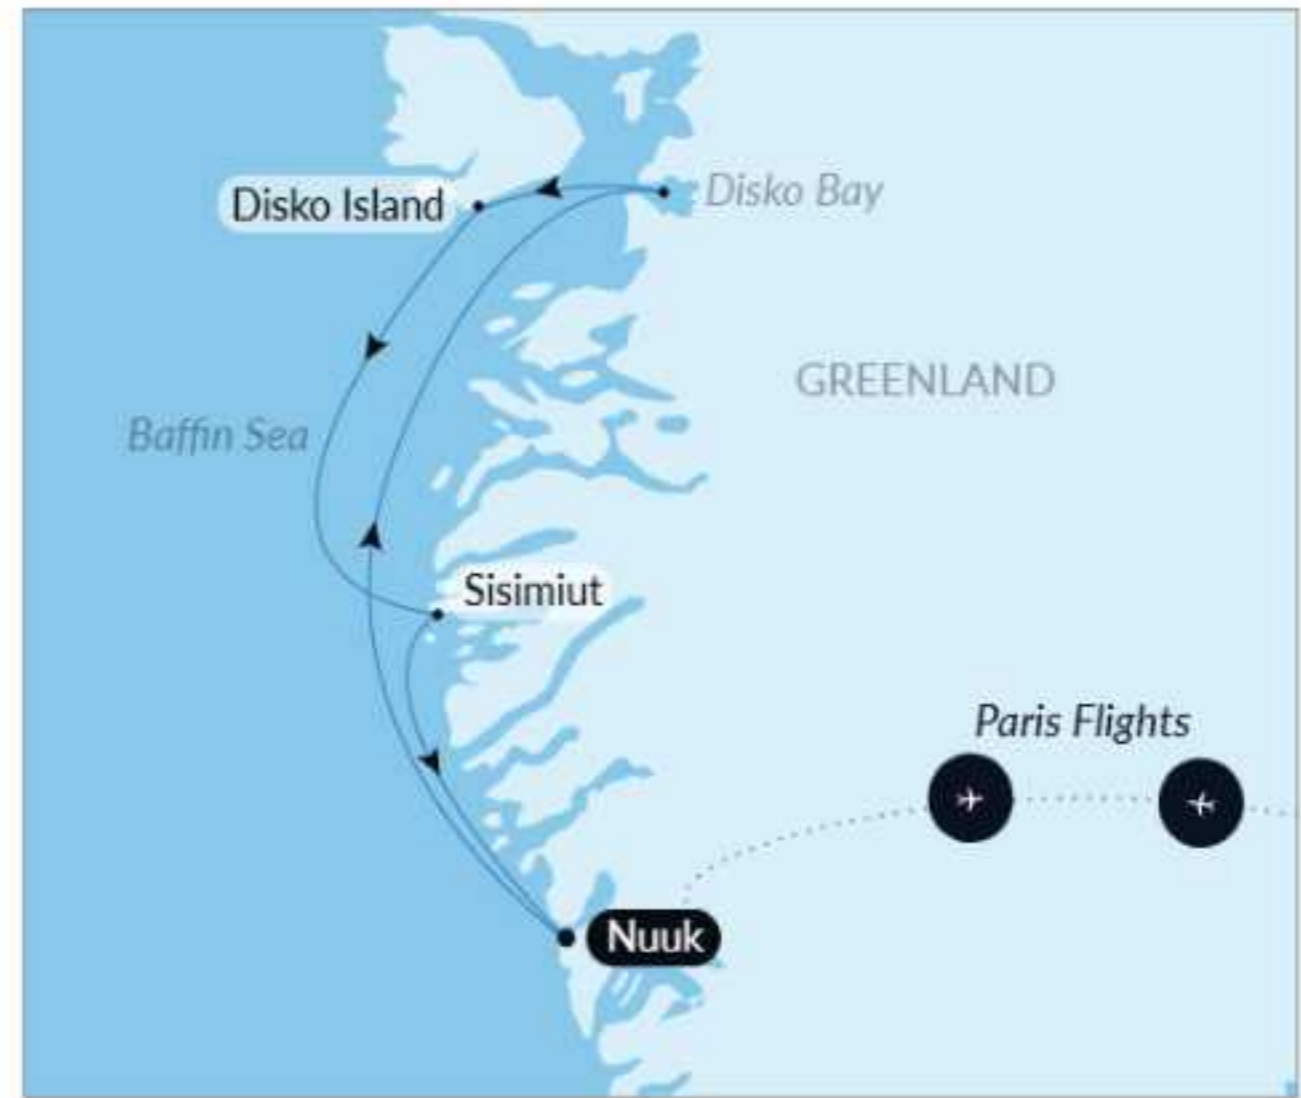 Disko Island
Disko Bay
GREENLAND
Baffin Sea
Sisimiut
Paris Flights
Nuuk